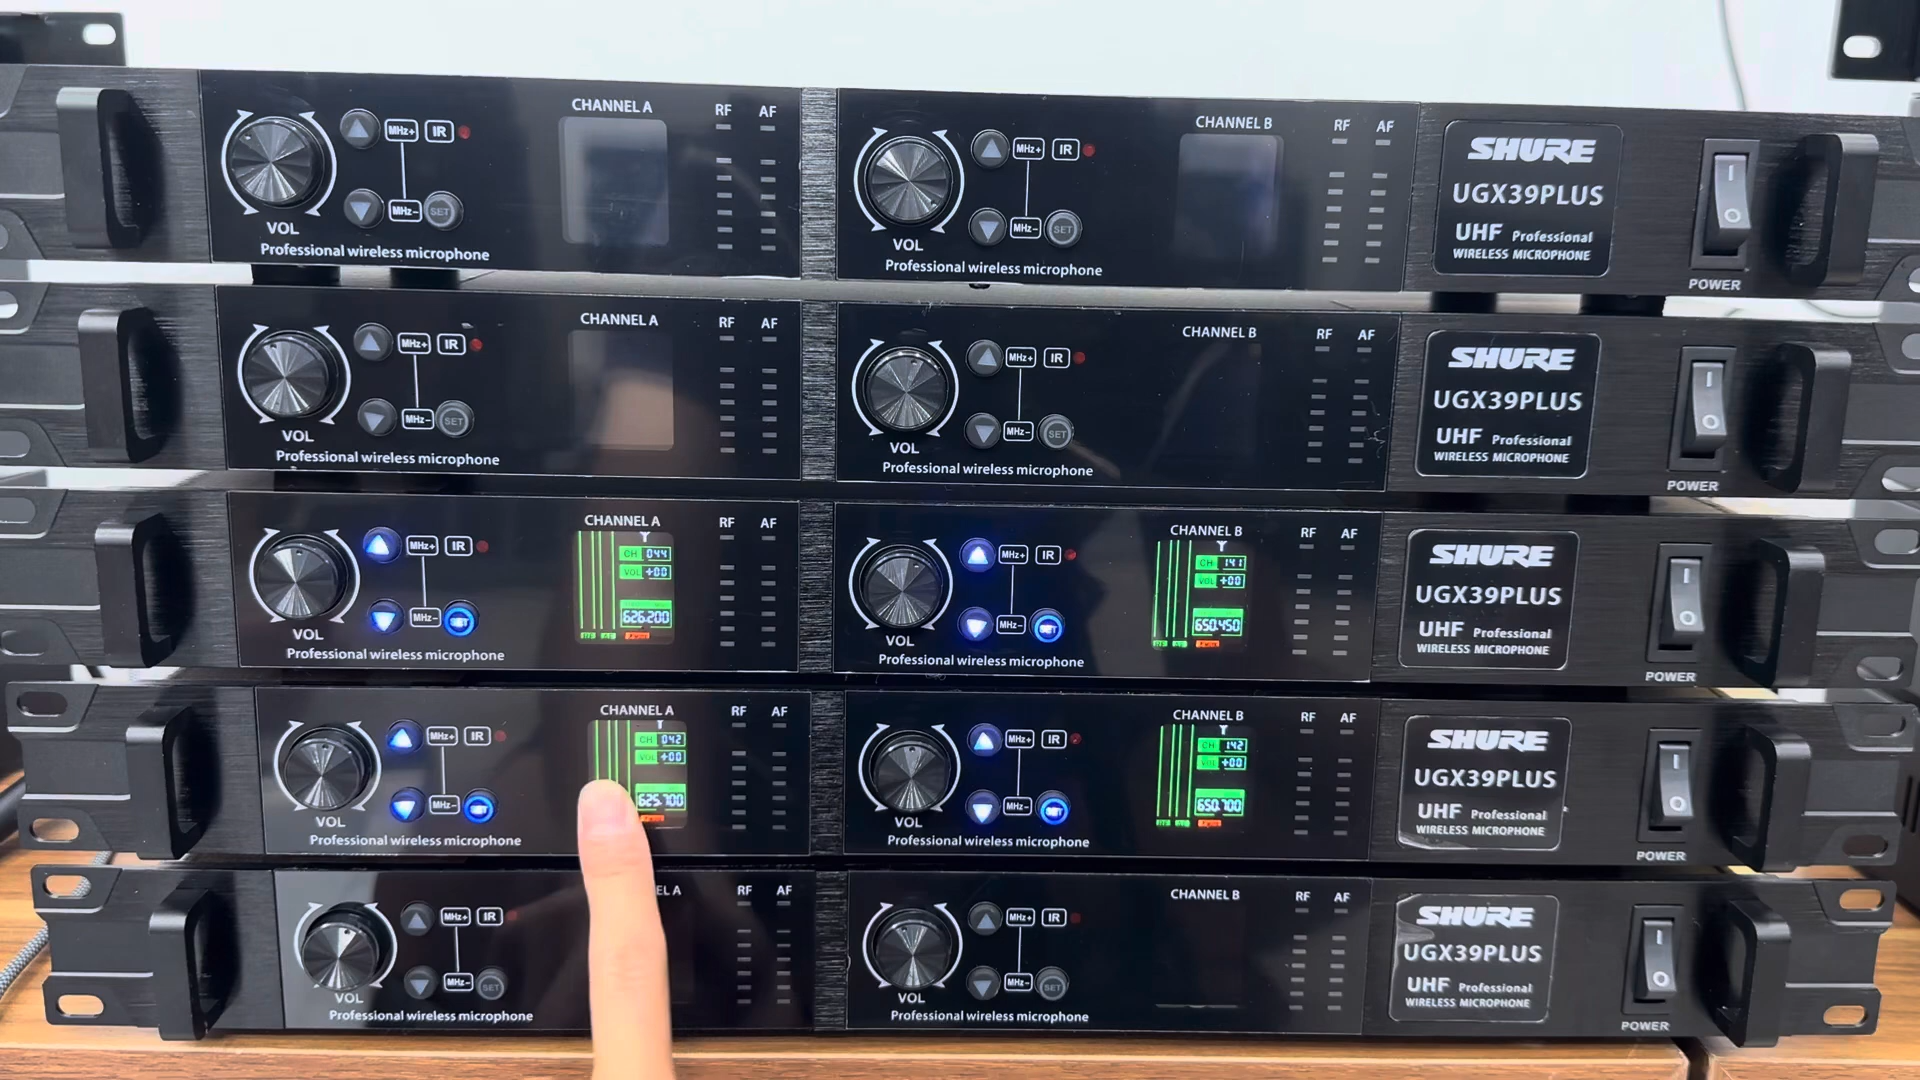 CHANNEL A
RF AF
MHz+ IR
MHz- SET
VOL
Professional wireless microphone
CHANNEL B
RF AF
MHz+ IR
MHz- SET
VOL
Professional wireless microphone
SHURE
UGX39PLUS
UHF Professional
WIRELESS MICROPHONE
POWER
CHANNEL A
RF AF
MHz+ IR
MHz- SET
VOL
Professional wireless microphone
CHANNEL B
RF AF
MHz+ IR
MHz- SET
VOL
Professional wireless microphone
SHURE
UGX39PLUS
UHF Professional
WIRELESS MICROPHONE
POWER
CHANNEL A
RF AF
MHz+ IR
CH 044
VOL +00
626.200
MHz- SET
VOL
Professional wireless microphone
CHANNEL B
RF AF
MHz+ IR
CH 141
VOL +00
650.450
MHz- SET
VOL
Professional wireless microphone
SHURE
UGX39PLUS
UHF Professional
WIRELESS MICROPHONE
POWER
CHANNEL A
RF AF
MHz+ IR
CH 042
VOL +00
625.700
MHz- SET
VOL
Professional wireless microphone
CHANNEL B
RF AF
MHz+ IR
CH 142
VOL +00
650.700
MHz- SET
VOL
Professional wireless microphone
SHURE
UGX39PLUS
UHF Professional
WIRELESS MICROPHONE
POWER
EL A
RF AF
MHz+ IR
MHz- SET
VOL
Professional wireless microphone
CHANNEL B
RF AF
MHz+ IR
MHz- SET
VOL
Professional wireless microphone
SHURE
UGX39PLUS
UHF Professional
WIRELESS MICROPHONE
POWER